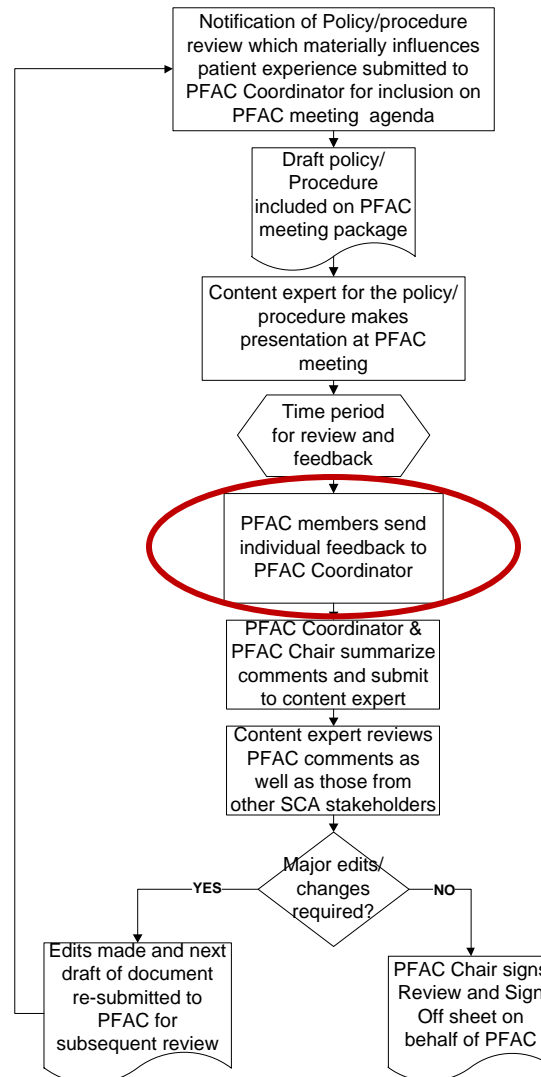 Notification of Policy/procedure
review which materially influences
patient experience submitted to
PFAC Coordinator for inclusion on
PFAC meeting agenda
Draft policy/
Procedure
included on PFAC
meeting package
Content expert for the policy/
procedure makes
presentation at PFAC
meeting
Time period
for review and
feedback
PFAC members send
individual feedback to
PFAC Coordinator
PFAC Coordinator &
PFAC Chair summarize
comments and submit
to content expert
Content expert reviews
PFAC comments as
well as those from
other SCA stakeholders
Major edits/
changes
required?
YES
NO
Edits made and next
draft of document
re-submitted to
PFAC for
subsequent review
PFAC Chair signs
Review and Sign
Off sheet on
behalf of PFAC